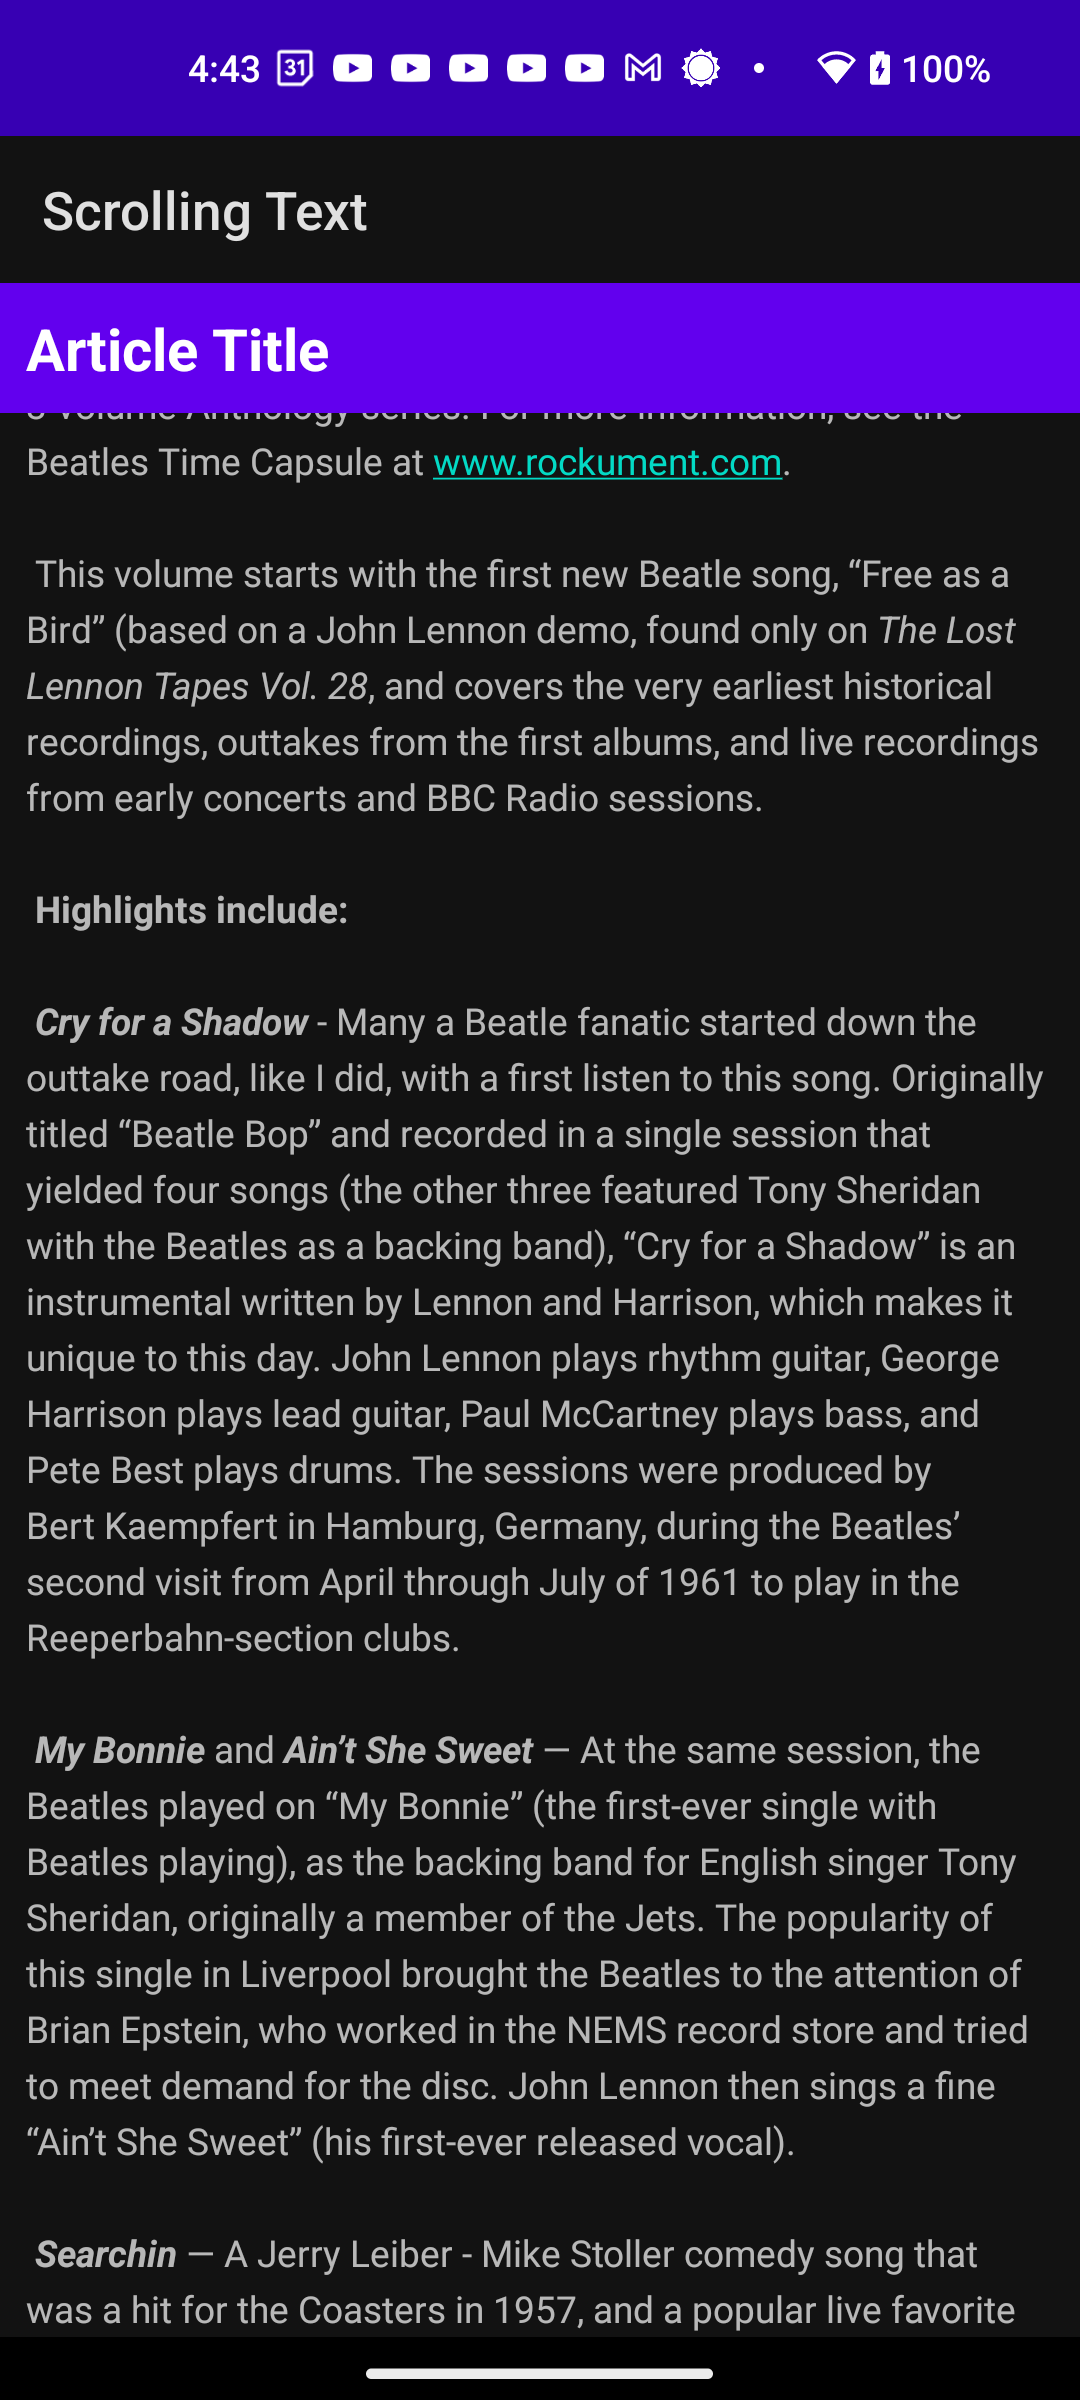 4:43 31 100%
Scrolling Text
Article Title
3-volume Anthology series. For more information, see the
Beatles Time Capsule at www.rockument.com.
This volume starts with the first new Beatle song, “Free as a
Bird” (based on a John Lennon demo, found only on The Lost
Lennon Tapes Vol. 28, and covers the very earliest historical
recordings, outtakes from the first albums, and live recordings
from early concerts and BBC Radio sessions.
Highlights include:
Cry for a Shadow - Many a Beatle fanatic started down the
outtake road, like I did, with a first listen to this song. Originally
titled “Beatle Bop” and recorded in a single session that
yielded four songs (the other three featured Tony Sheridan
with the Beatles as a backing band), “Cry for a Shadow” is an
instrumental written by Lennon and Harrison, which makes it
unique to this day. John Lennon plays rhythm guitar, George
Harrison plays lead guitar, Paul McCartney plays bass, and
Pete Best plays drums. The sessions were produced by
Bert Kaempfert in Hamburg, Germany, during the Beatles’
second visit from April through July of 1961 to play in the
Reeperbahn-section clubs.
My Bonnie and Ain’t She Sweet — At the same session, the
Beatles played on “My Bonnie” (the first-ever single with
Beatles playing), as the backing band for English singer Tony
Sheridan, originally a member of the Jets. The popularity of
this single in Liverpool brought the Beatles to the attention of
Brian Epstein, who worked in the NEMS record store and tried
to meet demand for the disc. John Lennon then sings a fine
“Ain’t She Sweet” (his first-ever released vocal).
Searchin — A Jerry Leiber - Mike Stoller comedy song that
was a hit for the Coasters in 1957, and a popular live favorite